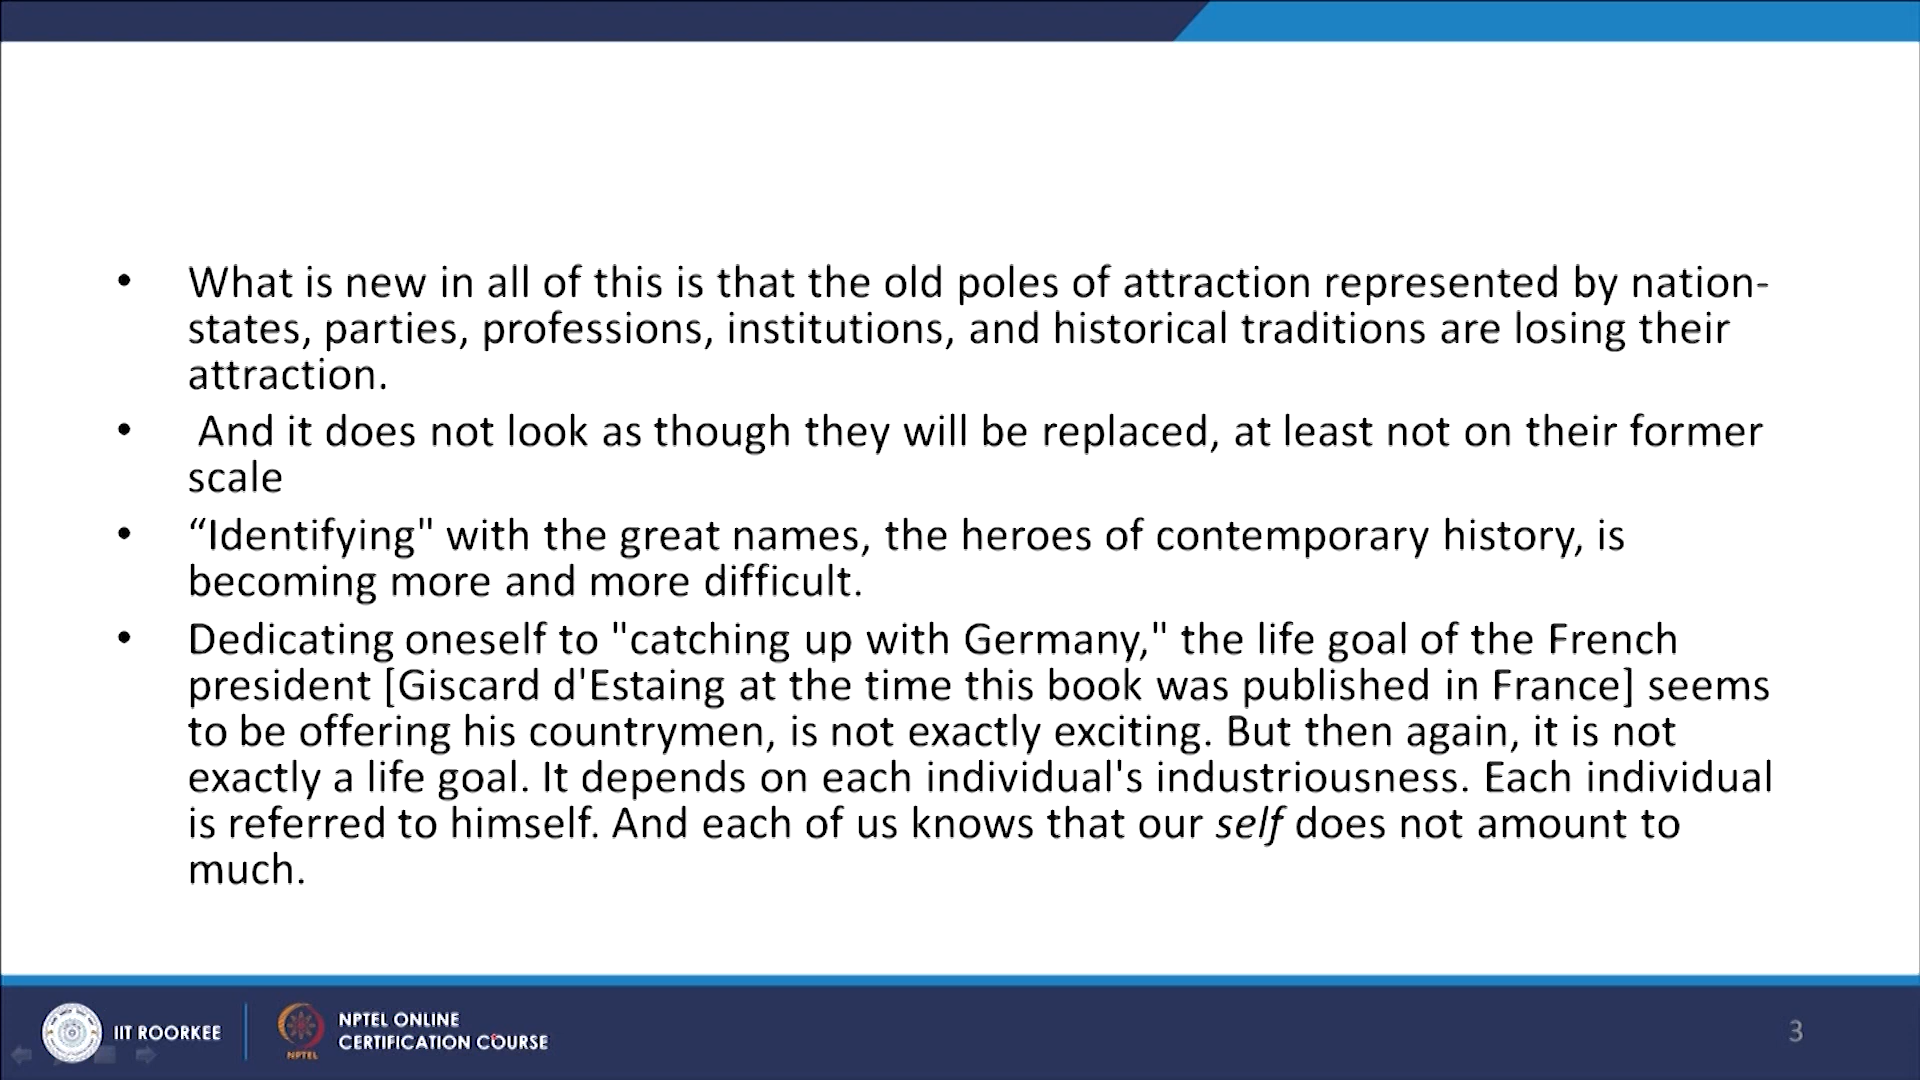 • What is new in all of this is that the old poles of attraction represented by nation-
states, parties, professions, institutions, and historical traditions are losing their
attraction.
• And it does not look as though they will be replaced, at least not on their former
scale
• “Identifying" with the great names, the heroes of contemporary history, is
becoming more and more difficult.
• Dedicating oneself to "catching up with Germany," the life goal of the French
president [Giscard d'Estaing at the time this book was published in France] seems
to be offering his countrymen, is not exactly exciting. But then again, it is not
exactly a life goal. It depends on each individual's industriousness. Each individual
is referred to himself. And each of us knows that our self does not amount to
much.
IIT ROORKEE
NPTEL
NPTEL ONLINE
CERTIFICATION COURSE
3